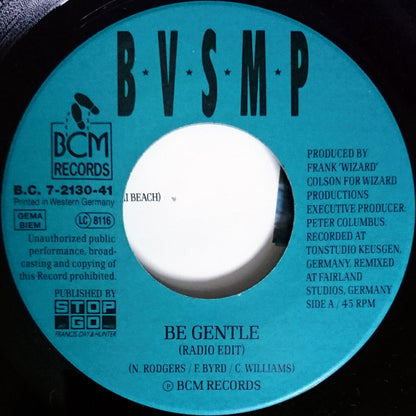 B★V★S★M★P
BCM
RECORDS
B.C. 7-2130-41
Printed in Western Germany
GEMA
BIEM
LC 8116
Unauthorized public
performance, broad-
casting and copying of
this Record prohibited.
PUBLISHED BY
STOP
GO
FRANCIS, DAY & HUNTER
I BEACH)
PRODUCED BY
FRANK 'WIZARD'
COLSON FOR WIZARD
PRODUCTIONS
EXECUTIVE PRODUCER:
PETER COLUMBUS.
RECORDED AT
TONSTUDIO KEUSGEN,
GERMANY, REMIXED
AT FAIRLAND
STUDIOS, GERMANY
SIDE A / 45 RPM
BE GENTLE
(RADIO EDIT)
(N. RODGERS / F. BYRD / C. WILLIAMS)
℗ BCM RECORDS